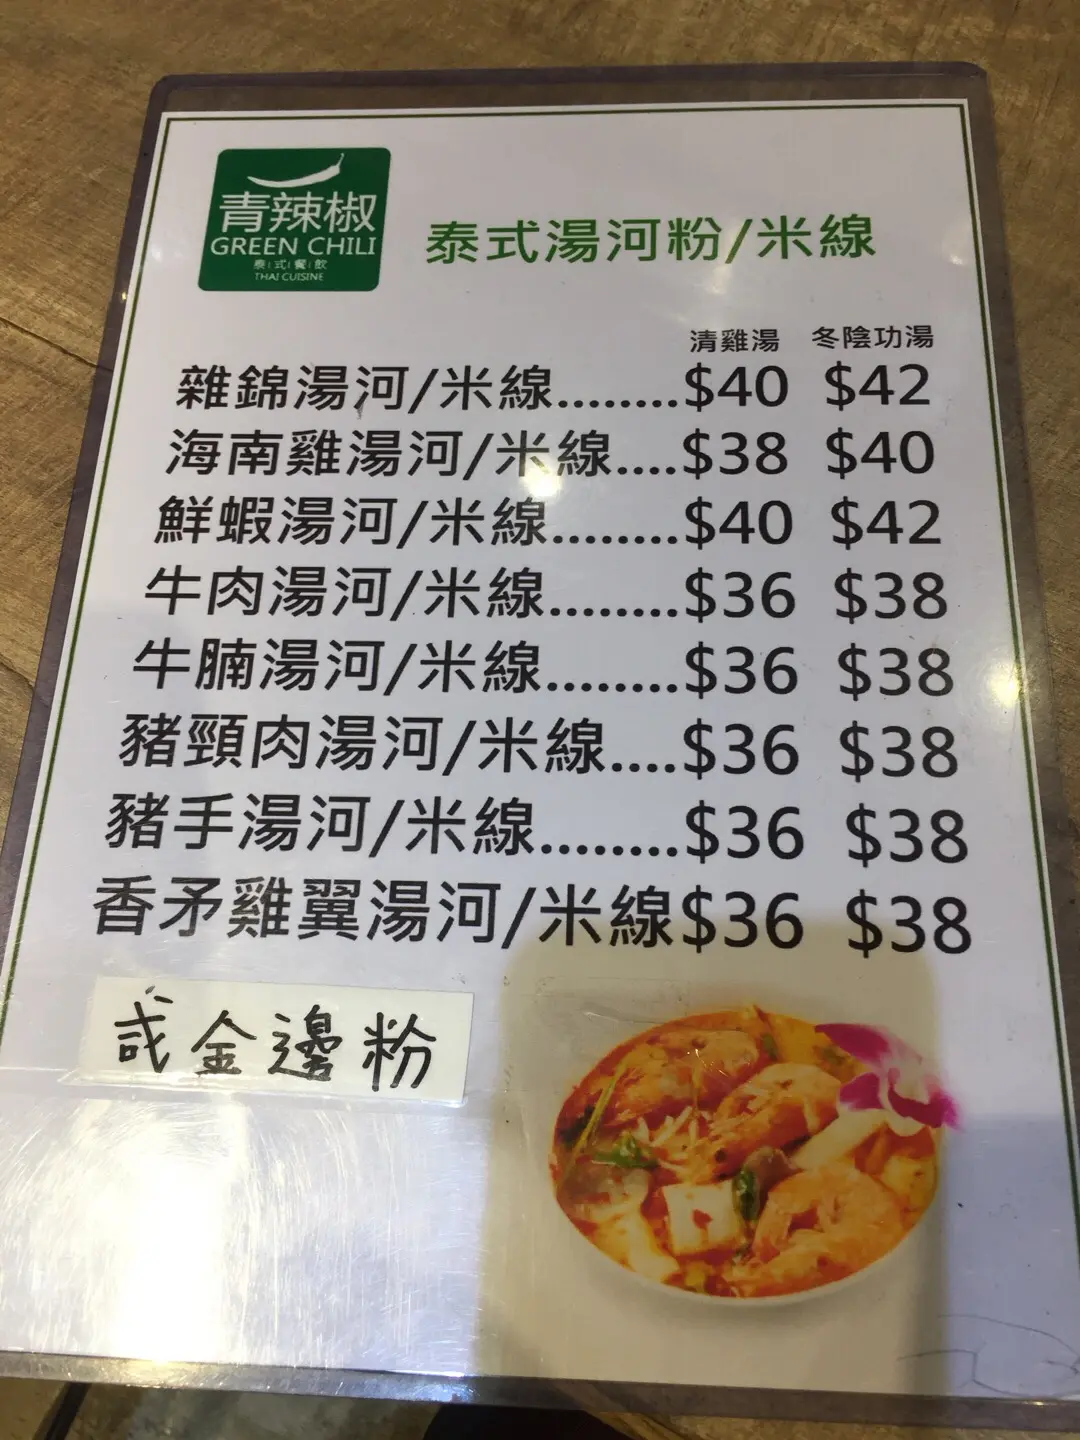 青辣椒
GREEN CHILI
泰|式|餐|飲
THAI CUISINE
泰式湯河粉/米線
清雞湯 冬陰功湯
雜錦湯河/米線........$40 $42
海南雞湯河/米線....$38 $40
鮮蝦湯河/米線........$40 $42
牛肉湯河/米線........$36 $38
牛腩湯河/米線........$36 $38
豬頸肉湯河/米線....$36 $38
豬手湯河/米線........$36 $38
香矛雞翼湯河/米線$36 $38
或金邊粉